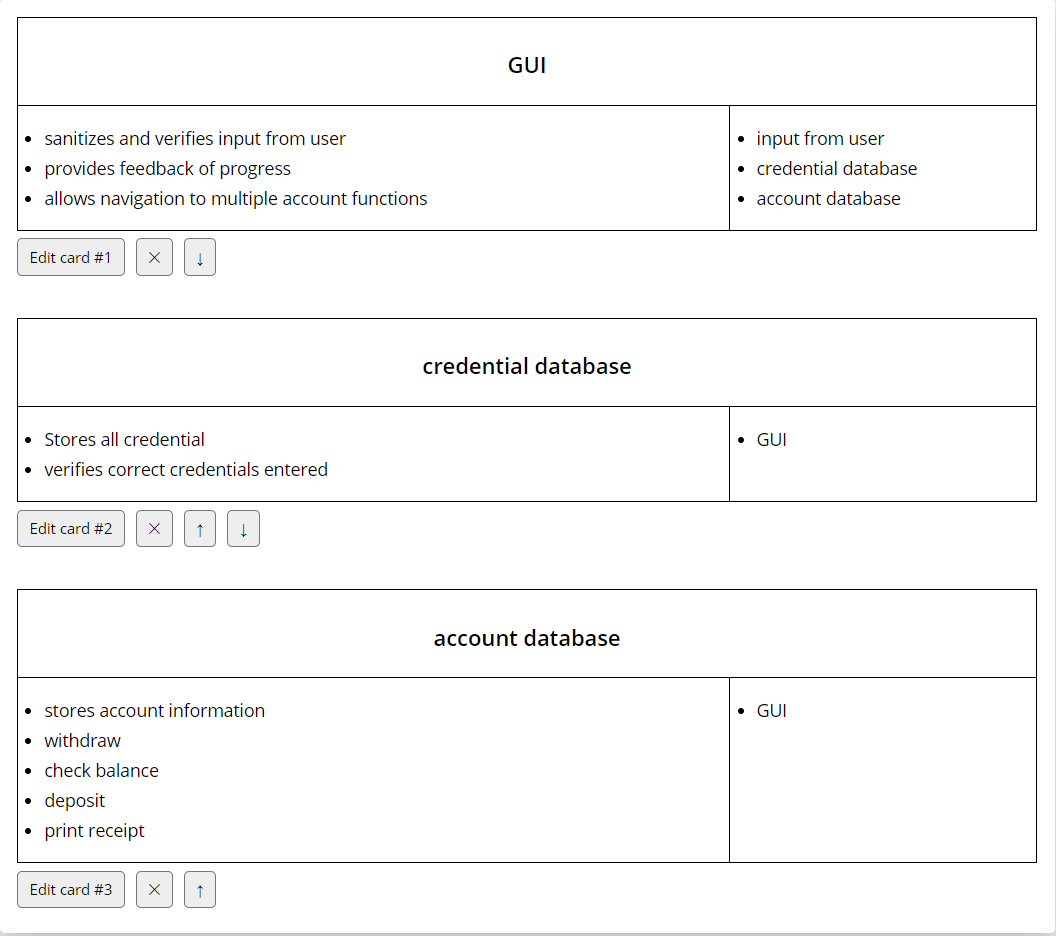 GUI
sanitizes and verifies input from user
provides feedback of progress
allows navigation to multiple account functions
input from user
credential database
account database
Edit card #1 × ↓
credential database
Stores all credential
verifies correct credentials entered
GUI
Edit card #2 × ↑ ↓
account database
stores account information
withdraw
check balance
deposit
print receipt
GUI
Edit card #3 × ↑